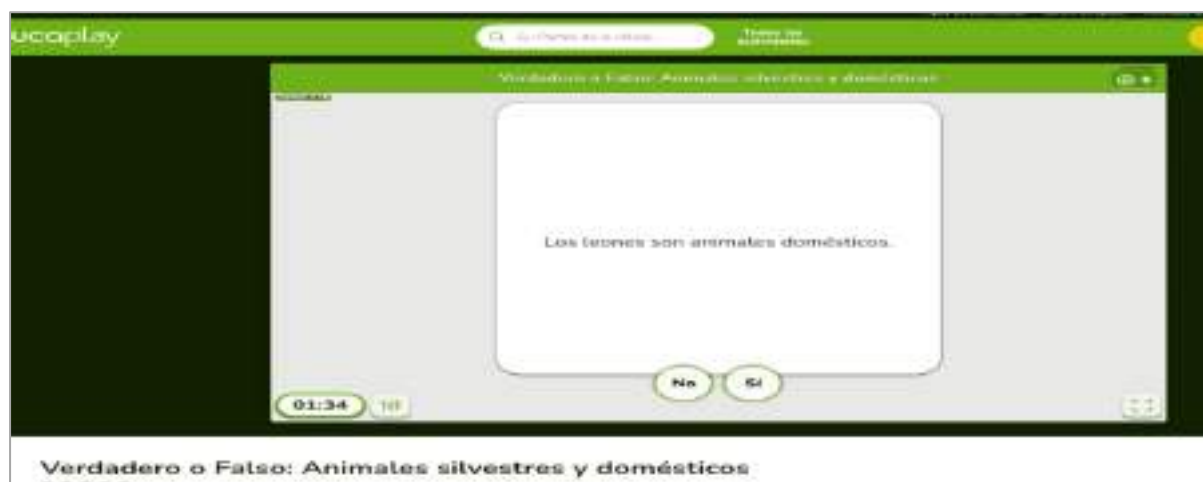 ucaplay
Verdadero o Falso: Animales silvestres y domésticos
Los leones son animales domésticos.
No
Sí
01:34
Verdadero o Falso: Animales silvestres y domésticos